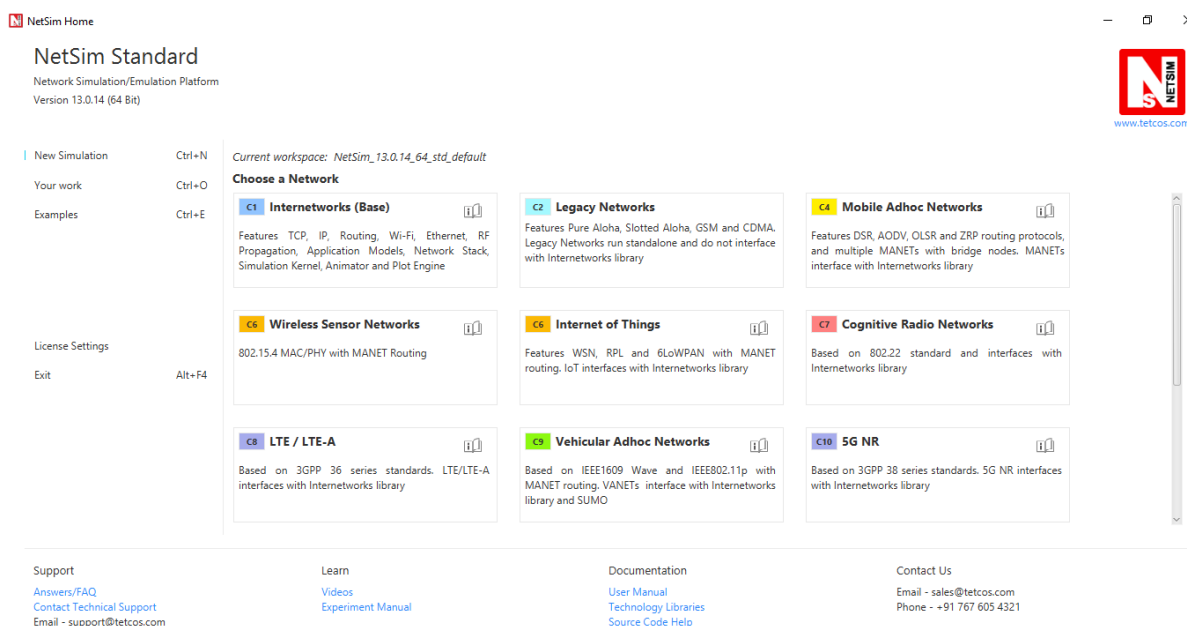 NetSim Home
NetSim Standard
Network Simulation/Emulation Platform
Version 13.0.14 (64 Bit)
NETSIM
www.tetcos.com
New Simulation Ctrl+N
Your work Ctrl+O
Examples Ctrl+E
License Settings
Exit Alt+F4
Current workspace: NetSim_13.0.14_64_std_default
Choose a Network
C1 Internetworks (Base)
Features TCP, IP, Routing, Wi-Fi, Ethernet, RF
Propagation, Application Models, Network Stack,
Simulation Kernel, Animator and Plot Engine
C2 Legacy Networks
Features Pure Aloha, Slotted Aloha, GSM and CDMA.
Legacy Networks run standalone and do not interface
with Internetworks library
C4 Mobile Adhoc Networks
Features DSR, AODV, OLSR and ZRP routing protocols,
and multiple MANETs with bridge nodes. MANETs
interface with Internetworks library
C6 Wireless Sensor Networks
802.15.4 MAC/PHY with MANET Routing
C6 Internet of Things
Features WSN, RPL and 6LoWPAN with MANET
routing. IoT interfaces with Internetworks library
C7 Cognitive Radio Networks
Based on 802.22 standard and interfaces with
Internetworks library
C8 LTE / LTE-A
Based on 3GPP 36 series standards. LTE/LTE-A
interfaces with Internetworks library
C9 Vehicular Adhoc Networks
Based on IEEE1609 Wave and IEEE802.11p with
MANET routing. VANETs interface with Internetworks
library and SUMO
C10 5G NR
Based on 3GPP 38 series standards. 5G NR interfaces
with Internetworks library
Support
Answers/FAQ
Contact Technical Support
Email - support@tetcos.com
Learn
Videos
Experiment Manual
Documentation
User Manual
Technology Libraries
Source Code Help
Contact Us
Email - sales@tetcos.com
Phone - +91 767 605 4321